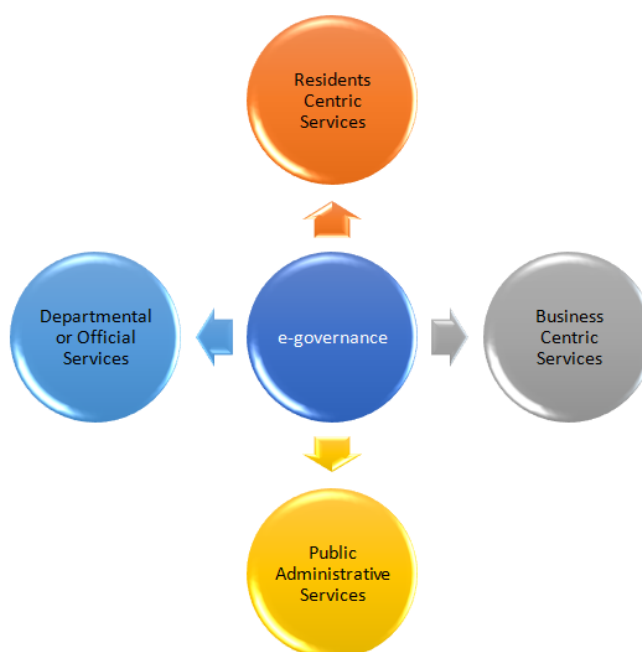 Residents
Centric
Services
Departmental
or Official
Services
e-governance
Business
Centric
Services
Public
Administrative
Services